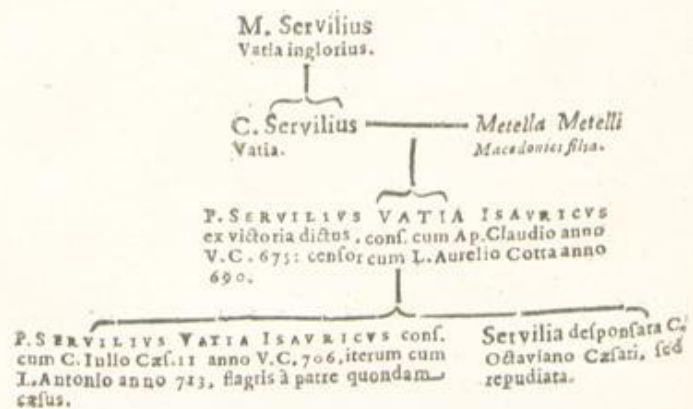 M. Servilius
Vatia inglorius.
C. Servilius
Vatia.
Metella Metelli
Macedonici filia.
P. SERVILIVS VATIA ISAVRICVS
ex victoria dictus, conſ. cum Ap. Claudio anno
V.C. 675: cenſor cum L. Aurelio Cotta anno
690.
P. SERVILIVS VATIA ISAVRICVS conſ.
cum C. Iulio Cæſ. 11 anno V.C. 706, iterum cum
L. Antonio anno 713, flagris à patre quondam
cæſus.
Servilia deſponſata C.
Octaviano Cæſari, ſed
repudiata.